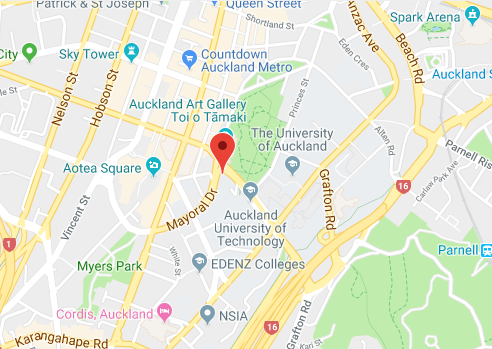 Patrick & St Joseph
Queen Street
Shortland St
Spark Arena
Anzac Ave
Beach Rd
City
Sky Tower
Countdown
Auckland Metro
Eden Cres
Nelson St
Hobson St
Auckland Art Gallery
Toi o Tāmaki
Princes St
Auckland S
The University
of Auckland
Alten Rd
Parnell Ris
Aotea Square
Grafton Rd
16
Carlaw Park Ave
Vincent St
Mayoral Dr
Auckland
University of
Technology
1
White St
Parnell
Myers Park
EDENZ Colleges
Cordis, Auckland
NSIA
Grafton Rd
16
Karangahape Rd
Kari St